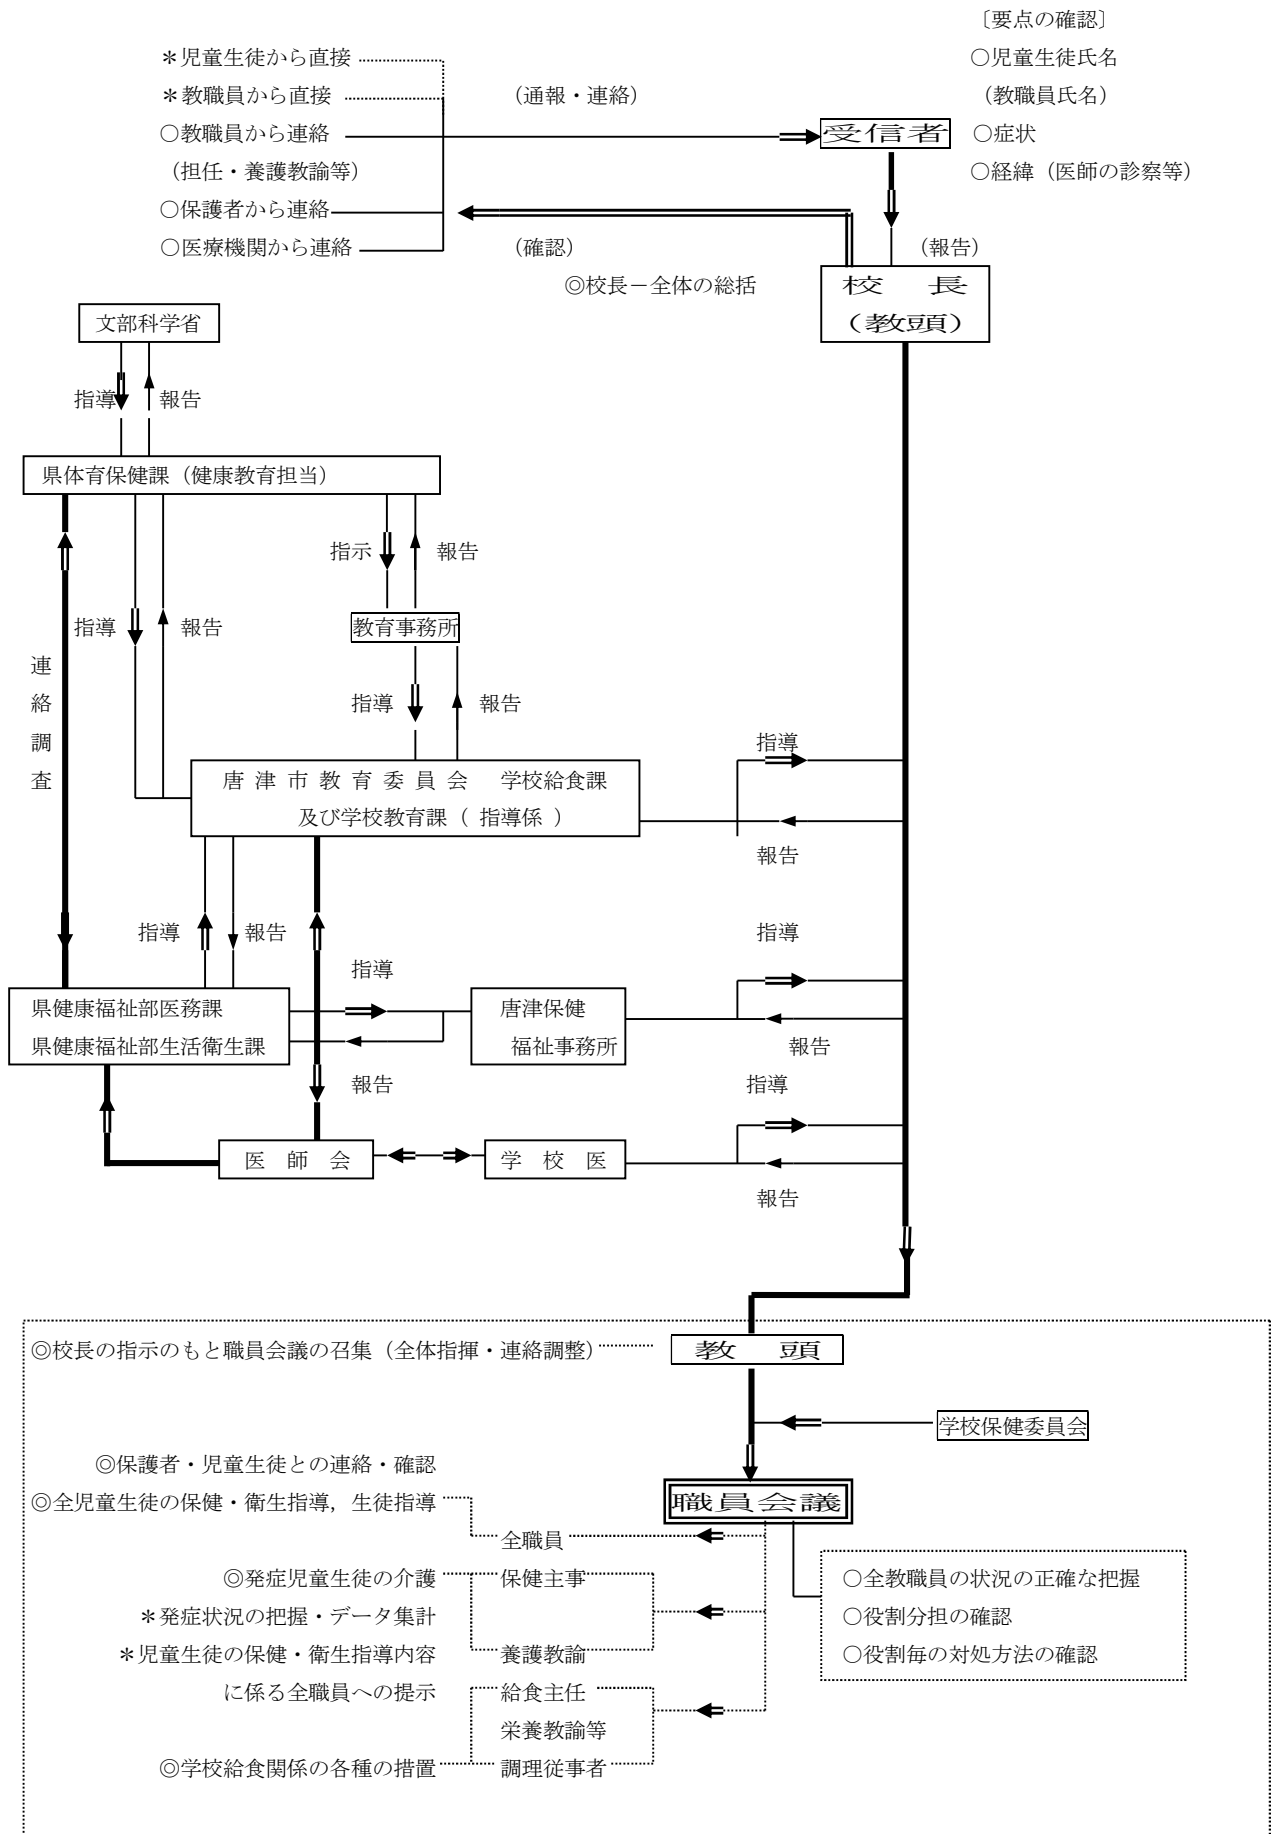 〔要点の確認〕
＊児童生徒から直接
○児童生徒氏名
＊教職員から直接
（通報・連絡）
（教職員氏名）
○教職員から連絡
受信者
○症状
（担任・養護教諭等）
○経緯（医師の診察等）
○保護者から連絡
○医療機関から連絡
（確認）
（報告）
◎校長－全体の総括
校　長
（教頭）
文部科学省
指導
報告
県体育保健課（健康教育担当）
指示
報告
指導
報告
教育事務所
連絡調査
指導
報告
指導
唐津市教育委員会　学校給食課
及び学校教育課（ 指導係 ）
報告
指導
報告
指導
指導
県健康福祉部医務課
県健康福祉部生活衛生課
唐津保健
福祉事務所
報告
報告
指導
医　師　会
学　校　医
報告
◎校長の指示のもと職員会議の召集（全体指揮・連絡調整）
教　頭
学校保健委員会
◎保護者・児童生徒との連絡・確認
◎全児童生徒の保健・衛生指導，生徒指導
職員会議
全職員
◎発症児童生徒の介護
保健主事
○全教職員の状況の正確な把握
＊発症状況の把握・データ集計
○役割分担の確認
＊児童生徒の保健・衛生指導内容
養護教諭
○役割毎の対処方法の確認
に係る全職員への提示
給食主任
栄養教諭等
◎学校給食関係の各種の措置
調理従事者